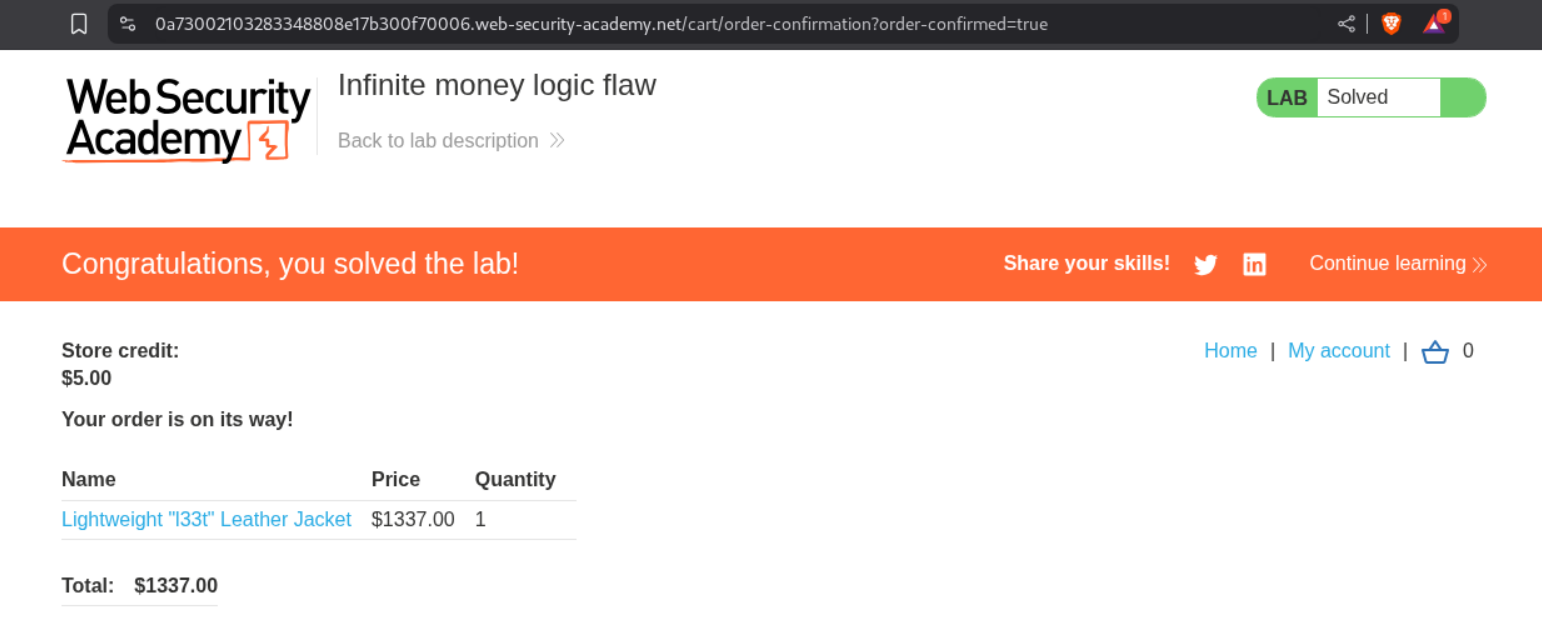 0a73002103283348808e17b300f70006.web-security-academy.net/cart/order-confirmation?order-confirmed=true
1
Web Security
Academy
Infinite money logic flaw
Back to lab description
LAB Solved
Congratulations, you solved the lab!
Share your skills!
in
Continue learning
Store credit:
$5.00
Home | My account | 0
Your order is on its way!
Name Price Quantity
Lightweight "l33t" Leather Jacket $1337.00 1
Total: $1337.00